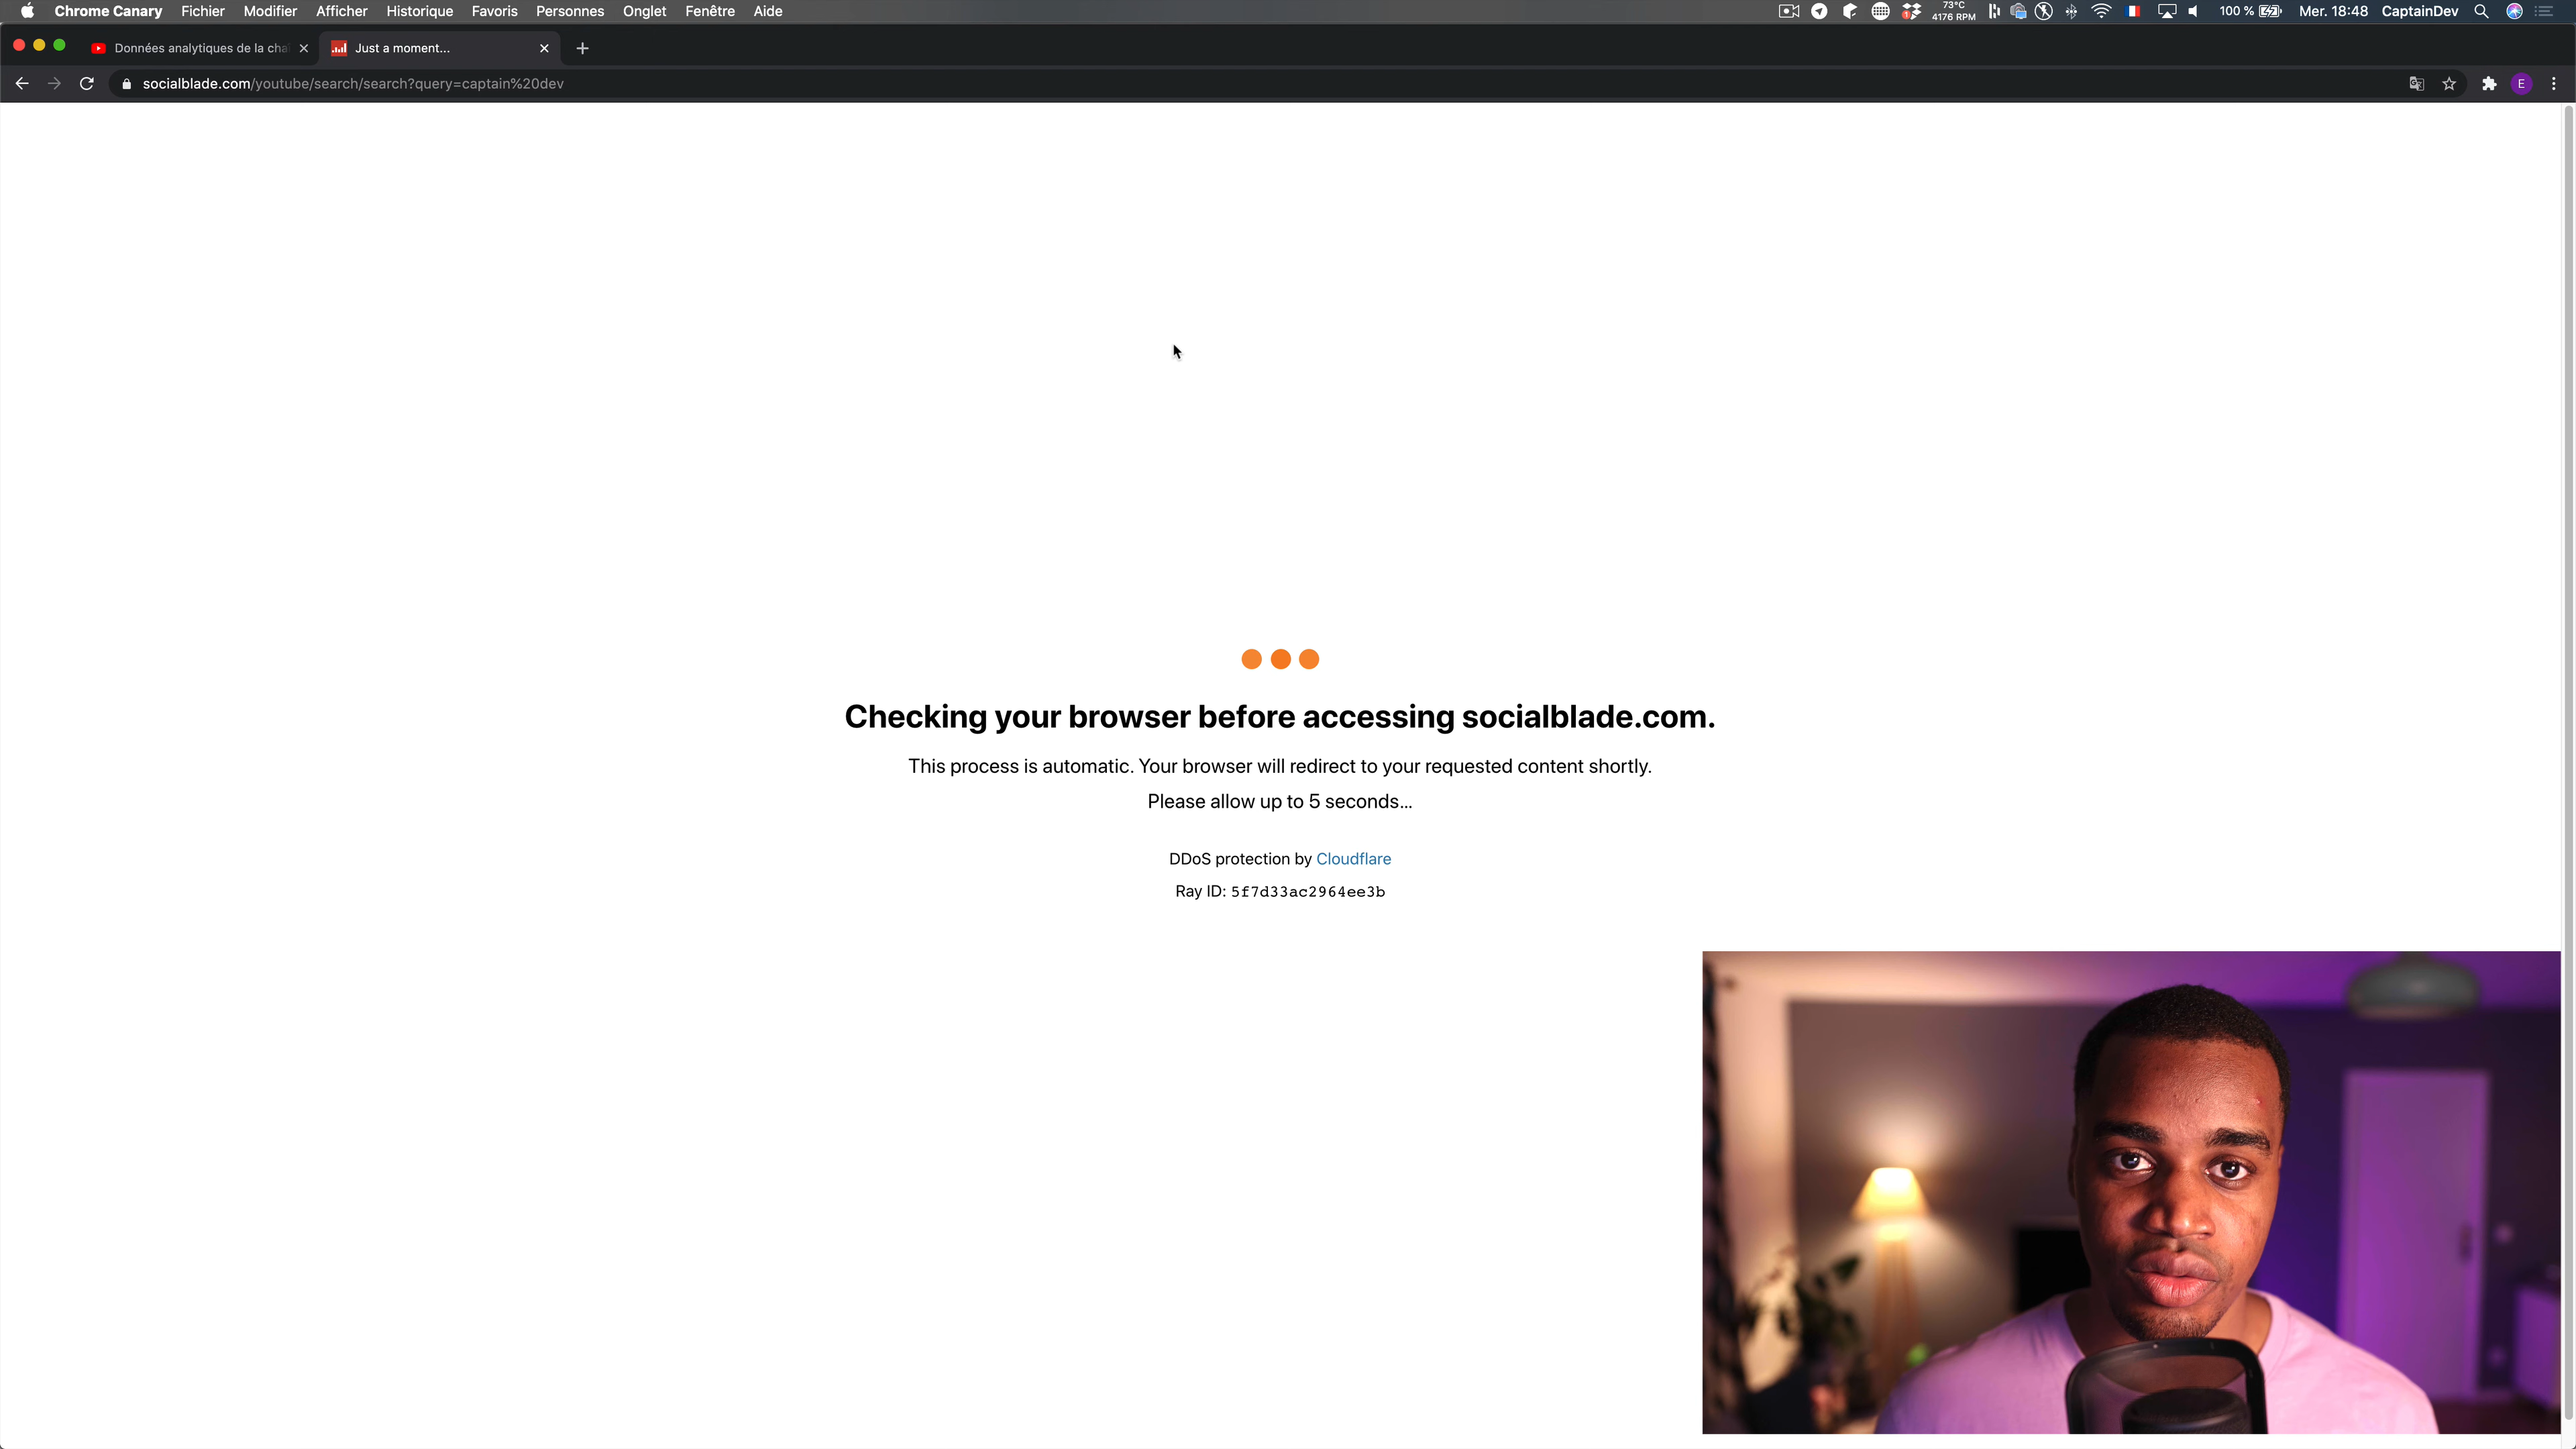 Chrome Canary Fichier Modifier Afficher Historique Favoris Personnes Onglet Fenêtre Aide
73°C
4176 RPM
100 % Mer. 18:48 CaptainDev
Données analytiques de la cha
Just a moment...
socialblade.com/youtube/search/search?query=captain%20dev
E
Checking your browser before accessing socialblade.com.
This process is automatic. Your browser will redirect to your requested content shortly.
Please allow up to 5 seconds...
DDoS protection by Cloudflare
Ray ID: 5f7d33ac2964ee3b